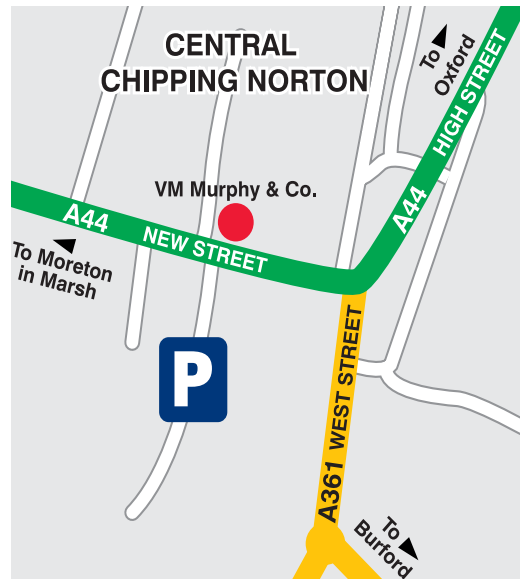 CENTRAL
CHIPPING NORTON
To
Oxford
A44 HIGH STREET
VM Murphy & Co.
A44 NEW STREET
To Moreton
in Marsh
P
A361 WEST STREET
To
Burford